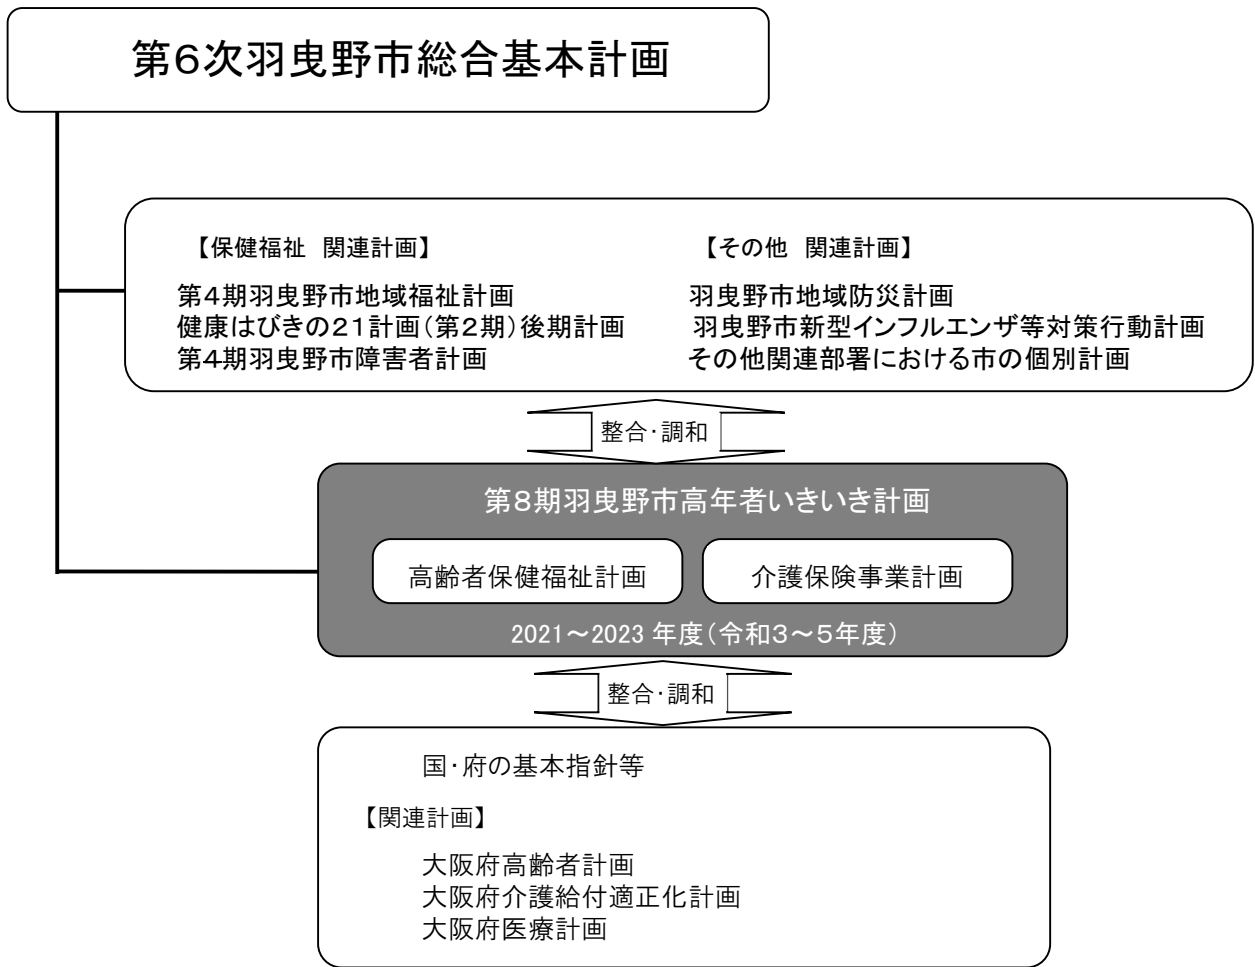 第６次羽曳野市総合基本計画
【保健福祉 関連計画】
第４期羽曳野市地域福祉計画
健康はびきの２１計画（第２期）後期計画
第４期羽曳野市障害者計画
【その他 関連計画】
羽曳野市地域防災計画
羽曳野市新型インフルエンザ等対策行動計画
その他関連部署における市の個別計画
整合・調和
第８期羽曳野市高年者いきいき計画
高齢者保健福祉計画
介護保険事業計画
2021～2023 年度（令和３～５年度）
整合・調和
国・府の基本指針等
【関連計画】
大阪府高齢者計画
大阪府介護給付適正化計画
大阪府医療計画